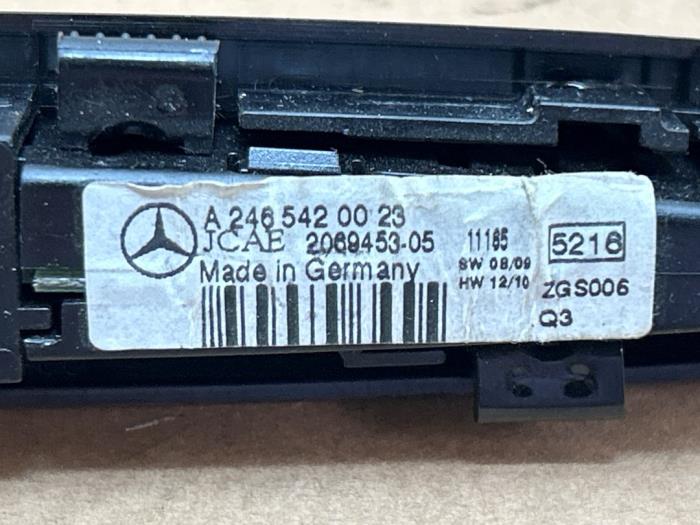 A 246 542 00 23
JCAE 2069453-05
Made in Germany
11165
SW 08/09
HW 12/10
5216
ZGS006
Q3